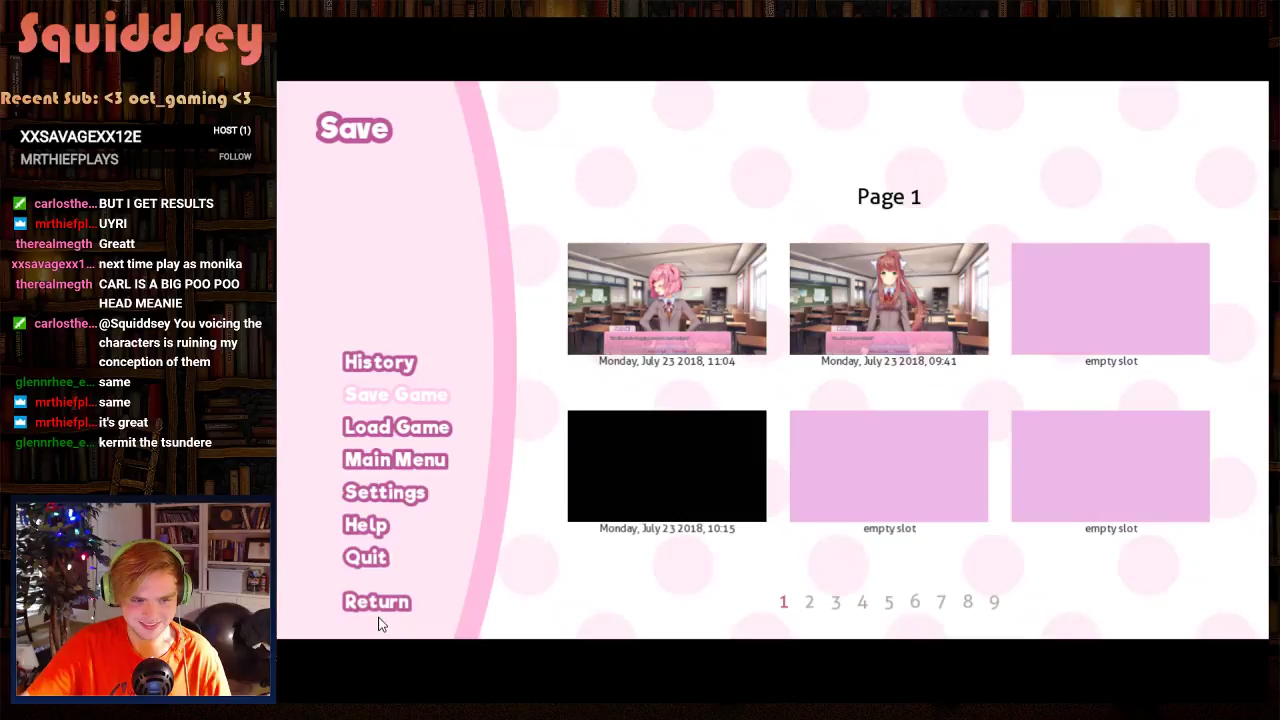 Squiddsey
Recent Sub: <3 oct_gaming <3
XXSAVAGEXX12E HOST (1)
MRTHIEFPLAYS FOLLOW
carlosthe... BUT I GET RESULTS
mrthiefpl... UYRI
therealmegth Greatt
xxsavagexx1... next time play as monika
therealmegth CARL IS A BIG POO POO
HEAD MEANIE
carlosthe... @Squiddsey You voicing the
characters is ruining my
conception of them
glennrhee_e... same
mrthiefpl... same
mrthiefpl... it's great
glennrhee_e... kermit the tsundere
Save
History
Save Game
Load Game
Main Menu
Settings
Help
Quit
Return
Page 1
Monday, July 23 2018, 11:04
Monday, July 23 2018, 09:41
empty slot
Monday, July 23 2018, 10:15
empty slot
empty slot
1 2 3 4 5 6 7 8 9